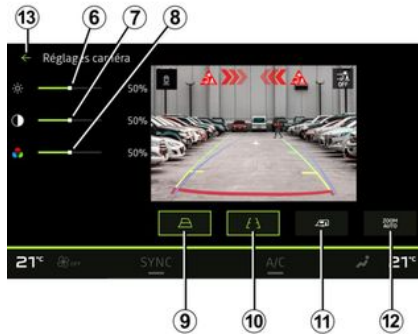 13 6 7 8
Réglages caméra
OFF
50%
50%
50%
ZOOM AUTO
21°C OFF SYNC A/C 21°C
9 10 11 12